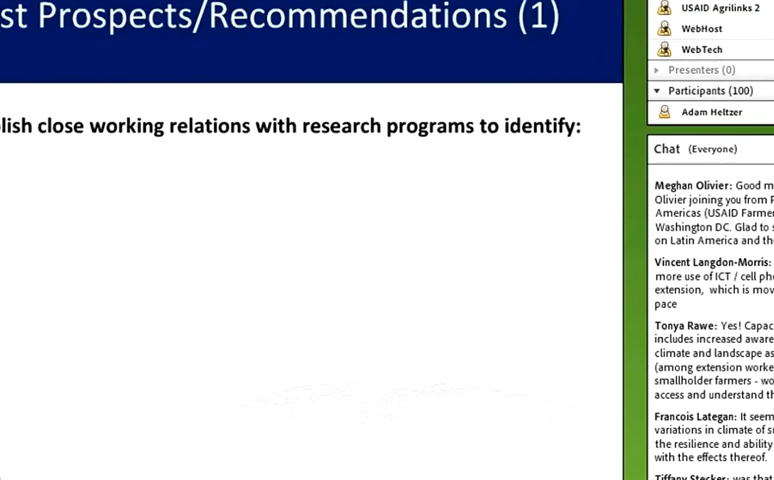 st Prospects/Recommendations (1)
lish close working relations with research programs to identify:
USAID Agrilinks 2
WebHost
WebTech
Presenters (0)
Participants (100)
Adam Heltzer
Chat (Everyone)
Meghan Olivier: Good m
Olivier joining you from P
Americas (USAID Farmer
Washington DC. Glad to s
on Latin America and th
Vincent Langdon-Morris:
more use of ICT / cell ph
extension, which is mov
pace
Tonya Rawe: Yes! Capac
includes increased aware
climate and landscape as
(among extension worke
smallholder farmers - wo
access and understand th
Francois Lategan: It seem
variations in climate of su
the resilience and ability
with the effects thereof.
Tiffany Stecker: was that